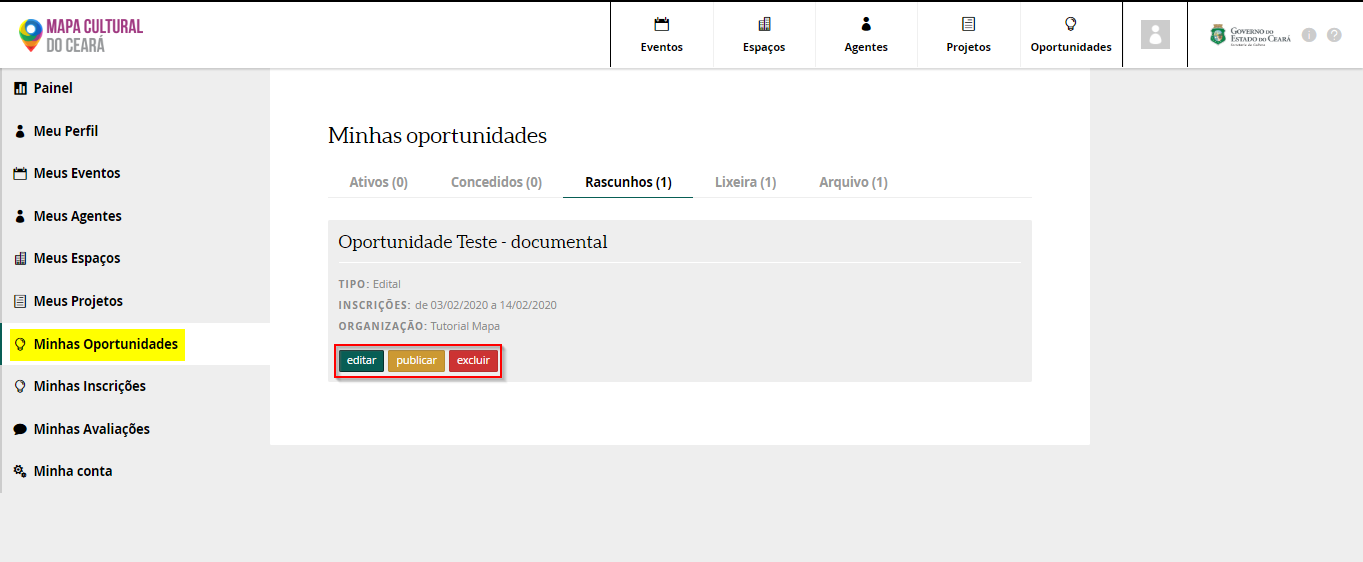 MAPA CULTURAL
DO CEARÁ
Eventos
Espaços
Agentes
Projetos
Oportunidades
GOVERNO DO
ESTADO DO CEARÁ
Secretaria da Cultura
Painel
Meu Perfil
Meus Eventos
Meus Agentes
Meus Espaços
Meus Projetos
Minhas Oportunidades
Minhas Inscrições
Minhas Avaliações
Minha conta
Minhas oportunidades
Ativos (0) Concedidos (0) Rascunhos (1) Lixeira (1) Arquivo (1)
Oportunidade Teste - documental
TIPO: Edital
INSCRIÇÕES: de 03/02/2020 a 14/02/2020
ORGANIZAÇÃO: Tutorial Mapa
editar publicar excluir